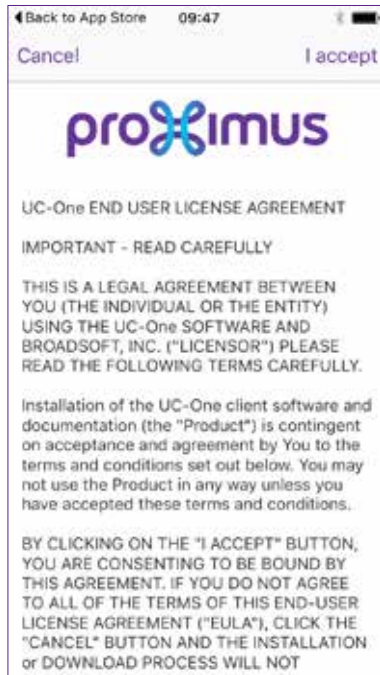 Back to App Store 09:47
Cancel I accept
proximus
UC-One END USER LICENSE AGREEMENT
IMPORTANT - READ CAREFULLY
THIS IS A LEGAL AGREEMENT BETWEEN
YOU (THE INDIVIDUAL OR THE ENTITY)
USING THE UC-One SOFTWARE AND
BROADSOFT, INC. ("LICENSOR") PLEASE
READ THE FOLLOWING TERMS CAREFULLY.
Installation of the UC-One client software and
documentation (the "Product") is contingent
on acceptance and agreement by You to the
terms and conditions set out below. You may
not use the Product in any way unless you
have accepted these terms and conditions.
BY CLICKING ON THE "I ACCEPT" BUTTON,
YOU ARE CONSENTING TO BE BOUND BY
THIS AGREEMENT. IF YOU DO NOT AGREE
TO ALL OF THE TERMS OF THIS END-USER
LICENSE AGREEMENT ("EULA"), CLICK THE
"CANCEL" BUTTON AND THE INSTALLATION
or DOWNLOAD PROCESS WILL NOT